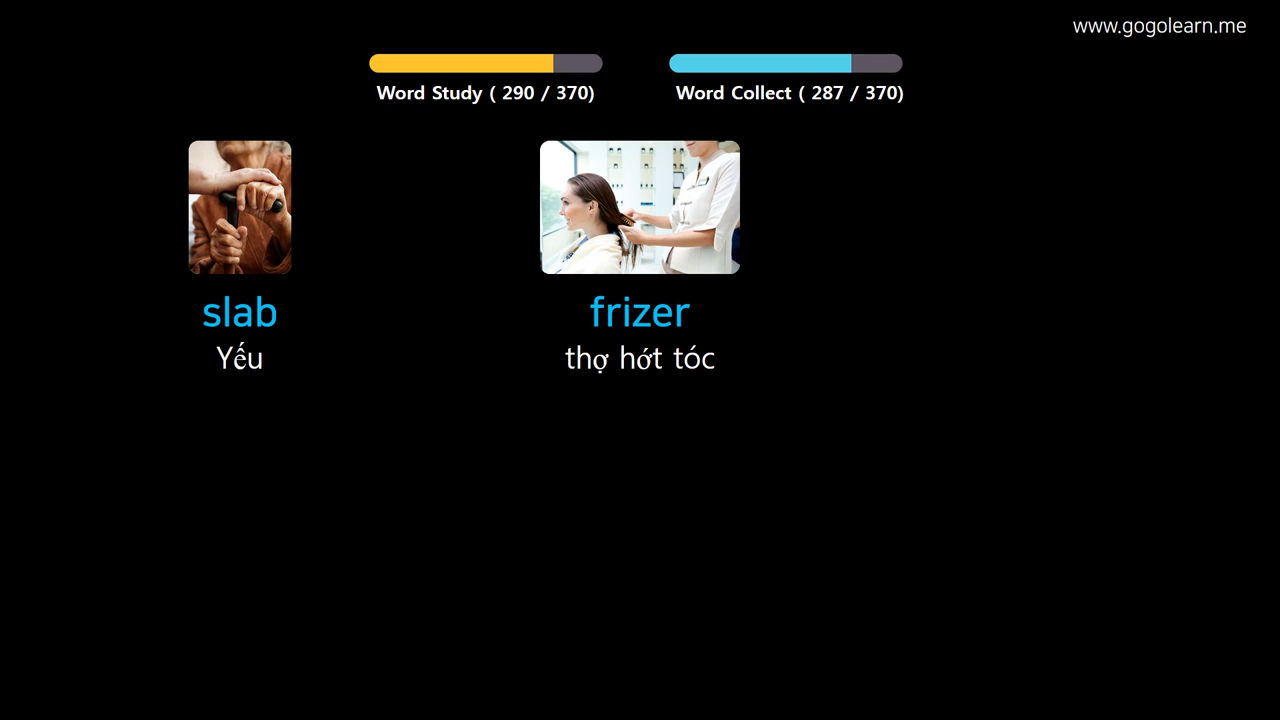 www.gogolearn.me
Word Study ( 290 / 370)
Word Collect ( 287 / 370)
slab
Yếu
frizer
thợ hớt tóc